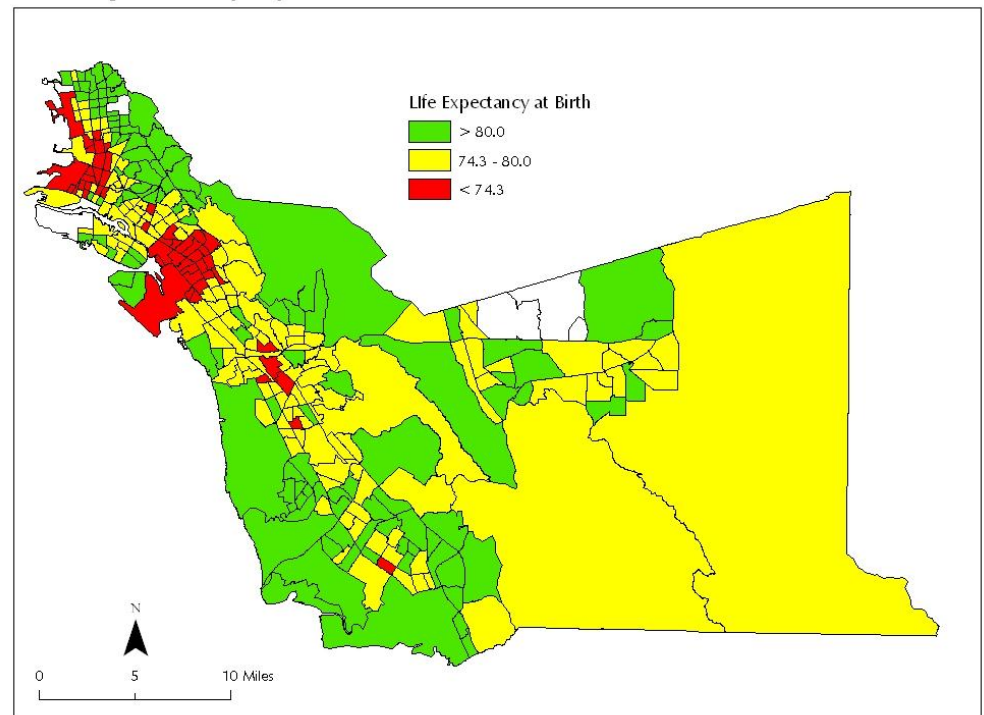 LIfe Expectancy at Birth
> 80.0
74.3 - 80.0
< 74.3
N
0 5 10 Miles